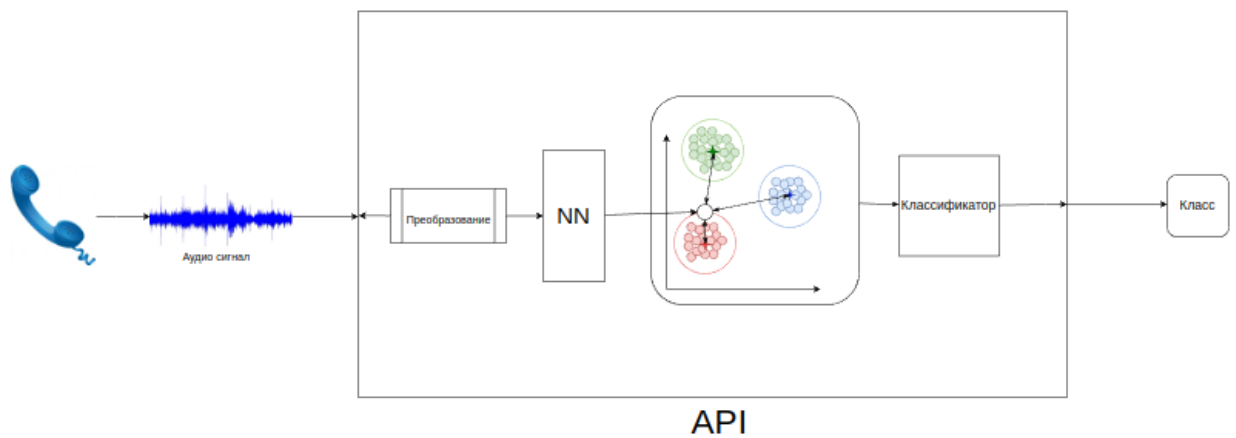 Аудио сигнал
Преобразование
NN
Классификатор
Класс
API